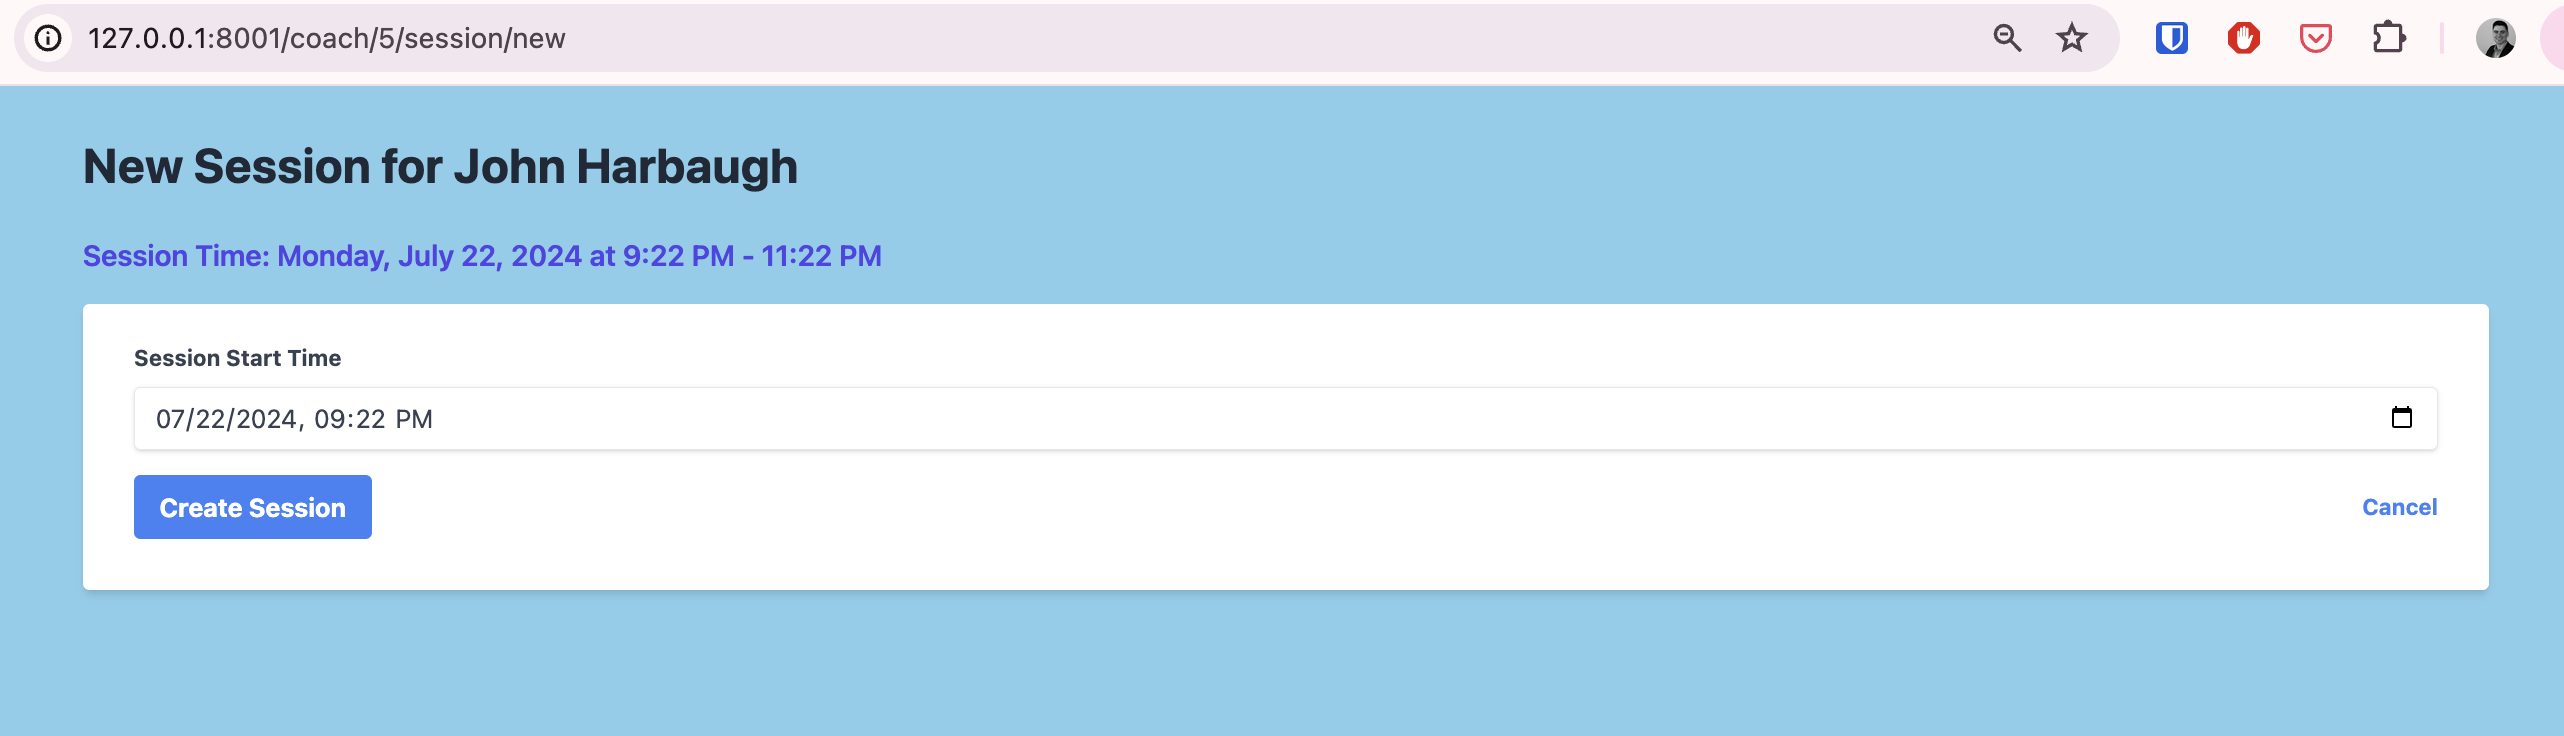 127.0.0.1:8001/coach/5/session/new
New Session for John Harbaugh
Session Time: Monday, July 22, 2024 at 9:22 PM - 11:22 PM
Session Start Time
07/22/2024, 09:22 PM
Create Session
Cancel